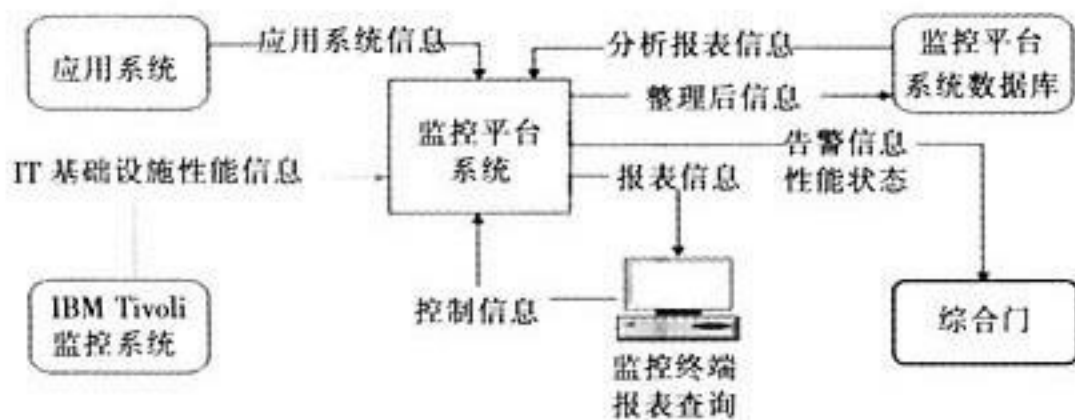 应用系统
应用系统信息
分析报表信息
监控平台
系统数据库
整理后信息
监控平台
系统
告警信息
性能状态
IT 基础设施性能信息
报表信息
IBM Tivoli
监控系统
控制信息
综合门
监控终端
报表查询